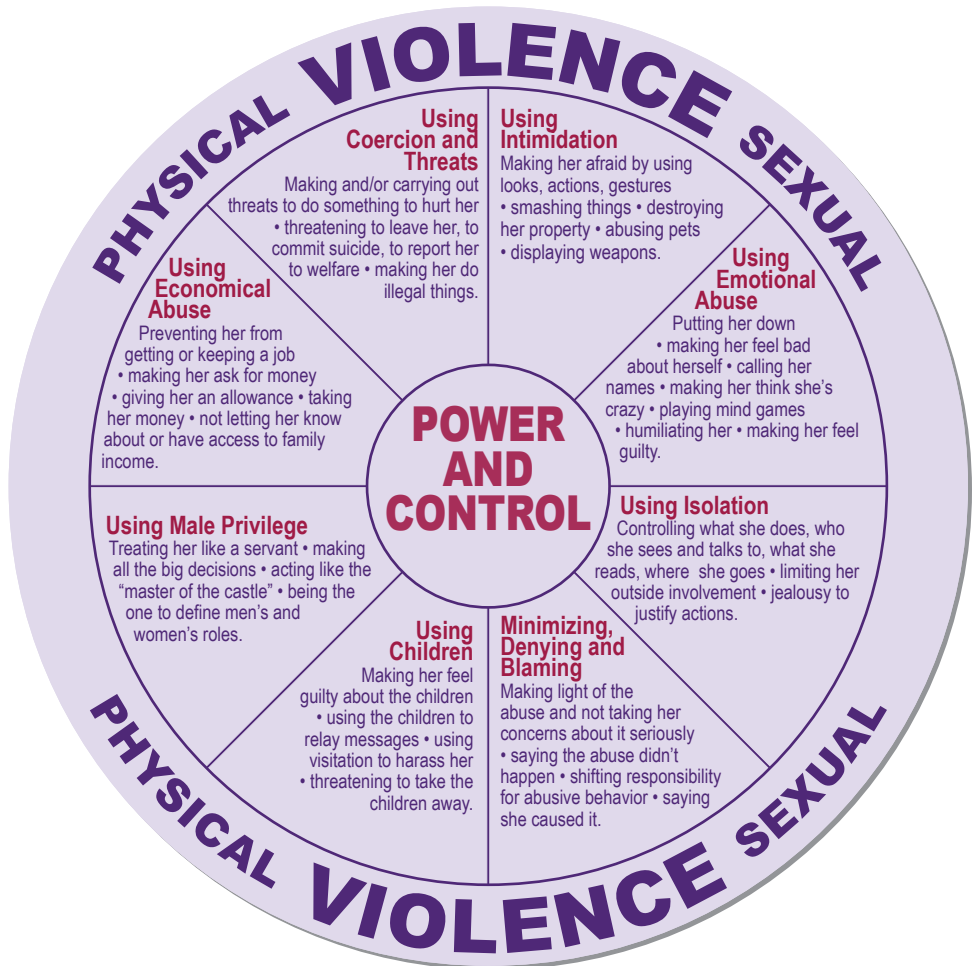 PHYSICAL VIOLENCE SEXUAL
Using
Coercion and
Threats
Making and/or carrying out
threats to do something to hurt her
• threatening to leave her, to
commit suicide, to report her
to welfare • making her do
illegal things.
Using
Intimidation
Making her afraid by using
looks, actions, gestures
• smashing things • destroying
her property • abusing pets
• displaying weapons.
Using
Emotional
Abuse
Putting her down
• making her feel bad
about herself • calling her
names • making her think she’s
crazy • playing mind games
• humiliating her • making her feel
guilty.
Using Isolation
Controlling what she does, who
she sees and talks to, what she
reads, where she goes • limiting her
outside involvement • jealousy to
justify actions.
Minimizing,
Denying and
Blaming
Making light of the
abuse and not taking her
concerns about it seriously
• saying the abuse didn’t
happen • shifting responsibility
for abusive behavior • saying
she caused it.
Using
Children
Making her feel
guilty about the children
• using the children to
relay messages • using
visitation to harass her
• threatening to take the
children away.
Using Male Privilege
Treating her like a servant • making
all the big decisions • acting like the
“master of the castle” • being the
one to define men’s and
women’s roles.
Using
Economical
Abuse
Preventing her from
getting or keeping a job
• making her ask for money
• giving her an allowance • taking
her money • not letting her know
about or have access to family
income.
POWER
AND
CONTROL
PHYSICAL VIOLENCE SEXUAL